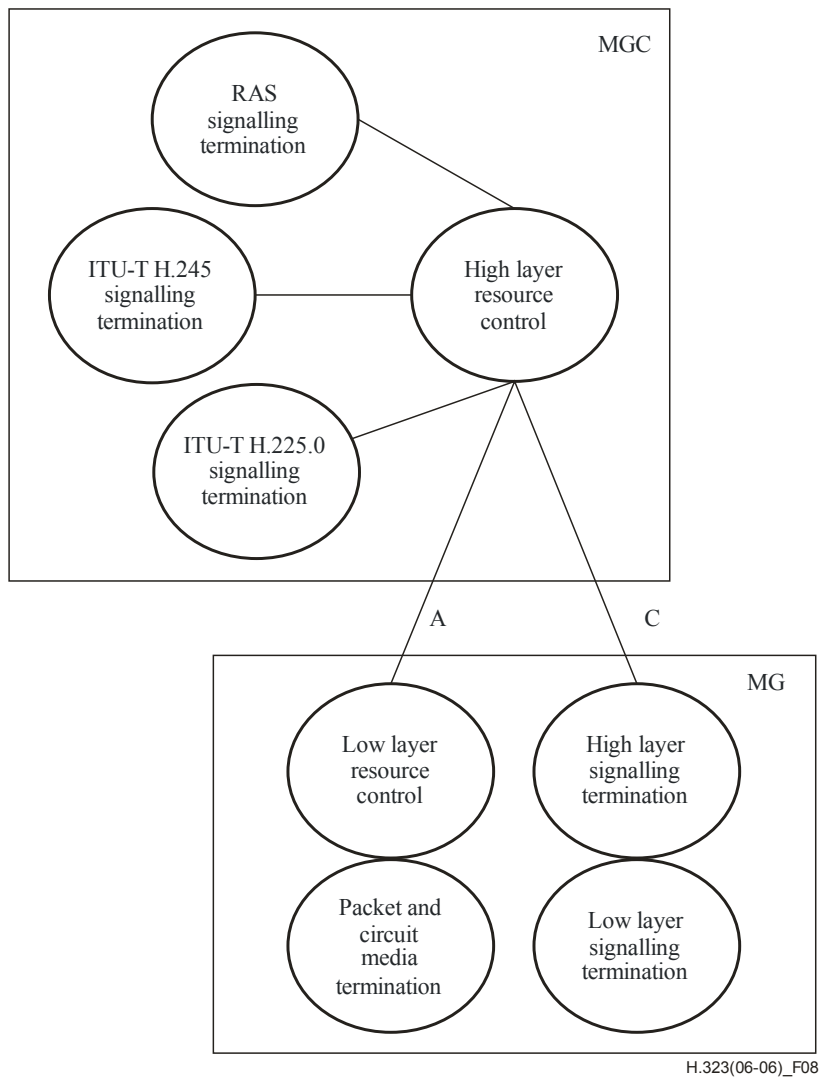 MGC
RAS
signalling
termination
ITU-T H.245
signalling
termination
High layer
resource
control
ITU-T H.225.0
signalling
termination
A
C
MG
Low layer
resource
control
High layer
signalling
termination
Packet and
circuit
media
termination
Low layer
signalling
termination
H.323(06-06)_F08